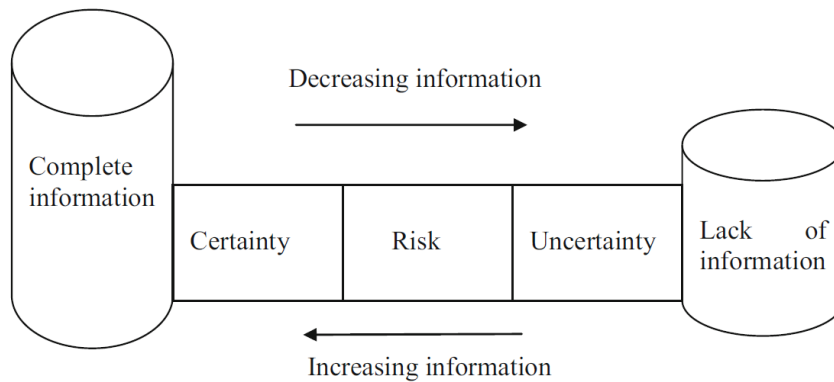 Decreasing information
Complete
information
Certainty
Risk
Uncertainty
Lack of
information
Increasing information